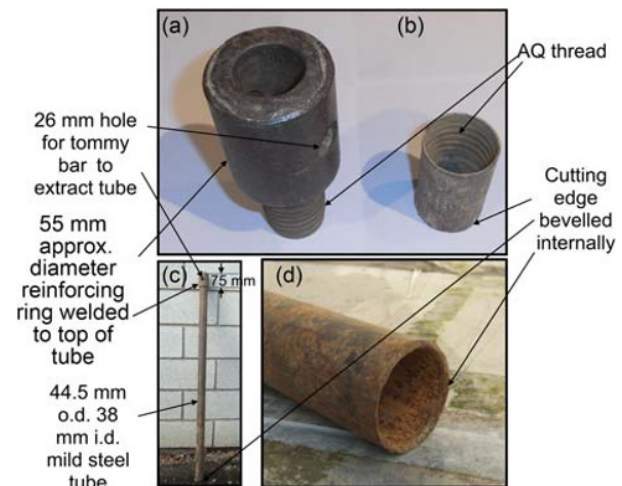 (a)
(b)
AQ thread
26 mm hole
for tommy
bar to
extract tube
Cutting
edge
bevelled
internally
55 mm
approx.
diameter
reinforcing
ring welded
to top of
tube
(c)
75 mm
(d)
44.5 mm
o.d. 38
mm i.d.
mild steel
tube